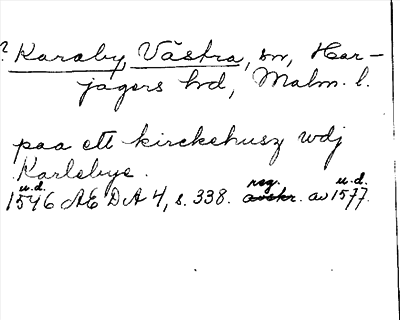 ? Karaby, Västra, sn, Har-
jagers hrd, Malm. l.
paa ett kirckehusz wdj
Karlebye.
u.d. reg. u.d.
1546 AE DA 4, s. 338. avskr. av 1577.